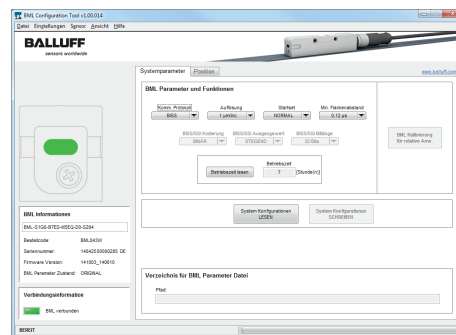 BML Configuration Tool v1.00.014
Datei Einstellungen Sensor Ansicht Hilfe
BALLUFF
sensors worldwide
Systemparameter Position
www.balluff.com
BML Parameter und Funktionen
Komm. Protokoll Auflösung Startset Min. Flankenabstand
BISS 1 µm/inc NORMAL 0,12 µs
BISS/SSI Kodierung BISS/SSI Ausgangswert BISS/SSI Bitlänge
BINÄR STEIGEND 32 Bits
BML Kalibrierung
für relative Anw.
Betriebszeit
Betriebszeit lesen 7 [Stunde(n)]
System Konfigurationen
LESEN
System Konfigurationen
SCHREIBEN
BML Informationen
BML-S1G0-B7ED-M5EG-D0-S284
Bestellcode: BML043W
Seriennummer: 14042500000205 DE
Firmware Version: 141003_140610
BML Parameter Zustand: ORIGINAL
Verzeichnis für BML Parameter Datei
Pfad:
Verbindungsinformation
BML verbunden
BEREIT